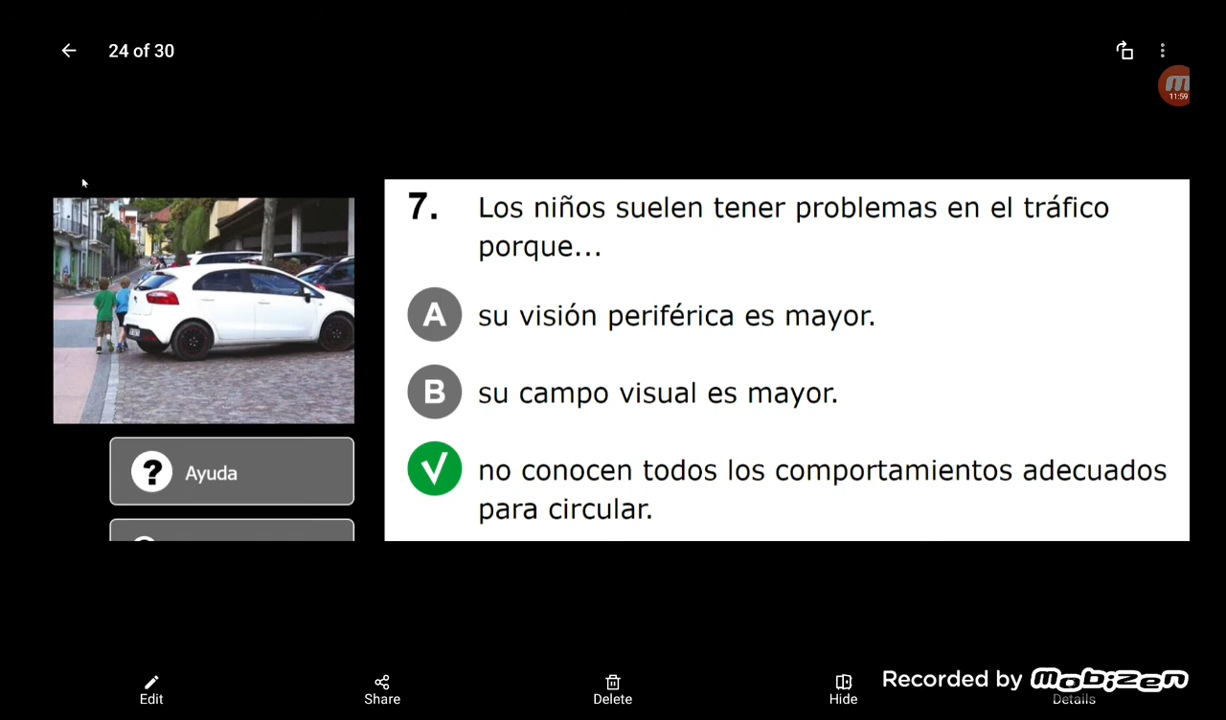 24 of 30
11:59
7. Los niños suelen tener problemas en el tráfico
porque...
A su visión periférica es mayor.
B su campo visual es mayor.
no conocen todos los comportamientos adecuados
para circular.
? Ayuda
Recorded by Mobizen
Edit
Share
Delete
Hide
Details